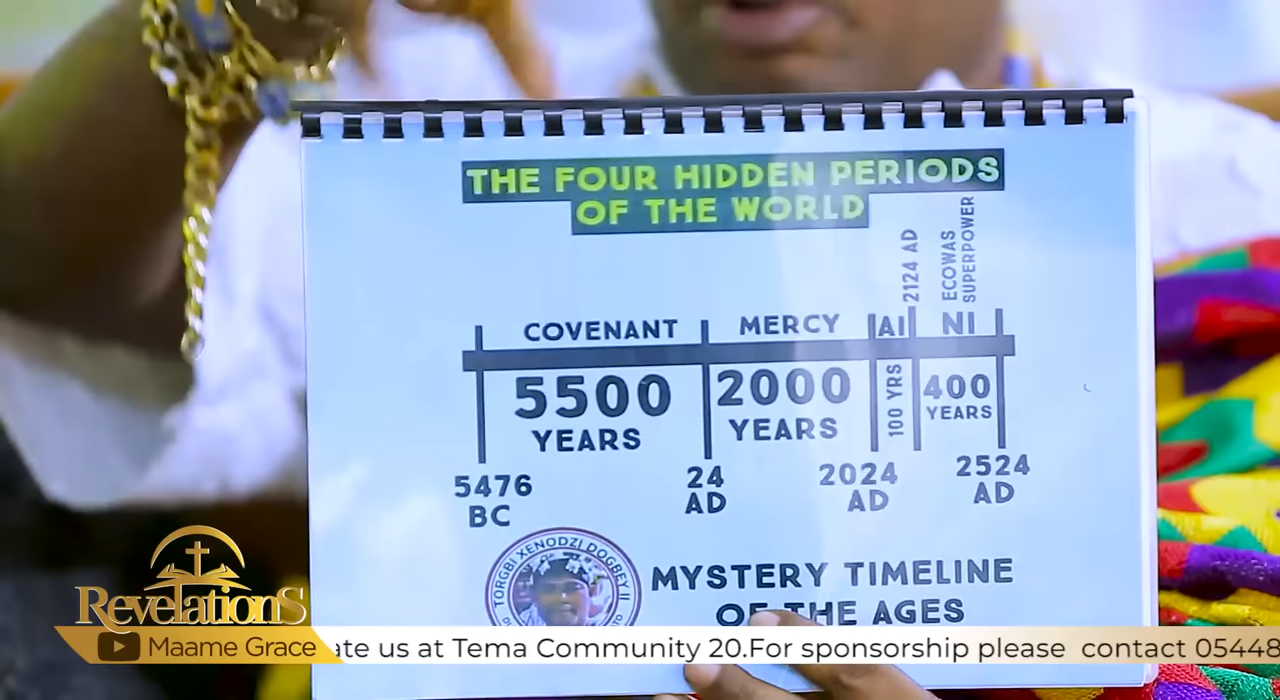 THE FOUR HIDDEN PERIODS
OF THE WORLD
2124 AD
ECOWAS
SUPERPOWER
COVENANT
MERCY
AI
NI
5500
YEARS
2000
YEARS
100 YRS
400
YEARS
5476
BC
24
AD
2024
AD
2524
AD
TORGBI XENODZI DOGBEY II
MYSTERY TIMELINE
OF THE AGES
Revelations
Maame Grace
ate us at Tema Community 20.For sponsorship please contact 05448